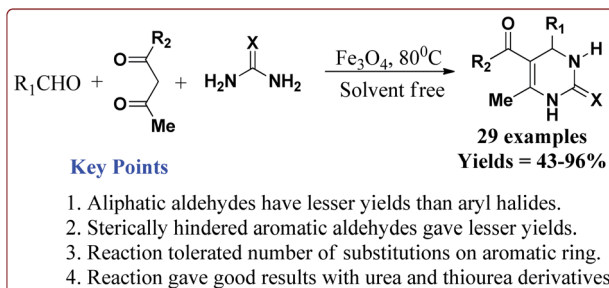 R₁CHO + O R₂ O Me + X H₂N NH₂ Fe₃O₄, 80⁰C Solvent free O R₁ R₂ N H Me N H X
29 examples
Yields = 43-96%
Key Points
1. Aliphatic aldehydes have lesser yields than aryl halides.
2. Sterically hindered aromatic aldehydes gave lesser yields.
3. Reaction tolerated number of substitutions on aromatic ring.
4. Reaction gave good results with urea and thiourea derivatives